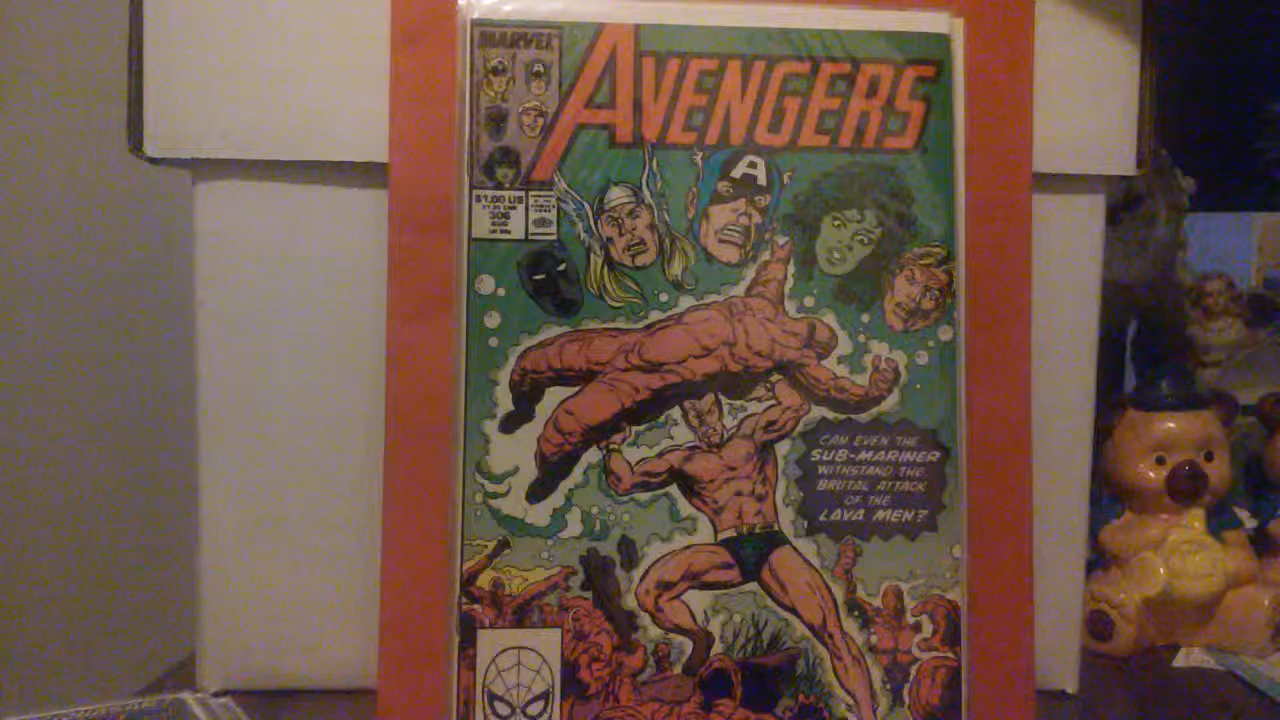 MARVEL
AVENGERS
A
$1.00 US
306
AUG
CAN EVEN THE
SUB-MARINER
WITHSTAND THE
BRUTAL ATTACK
OF THE
LAVA MEN?